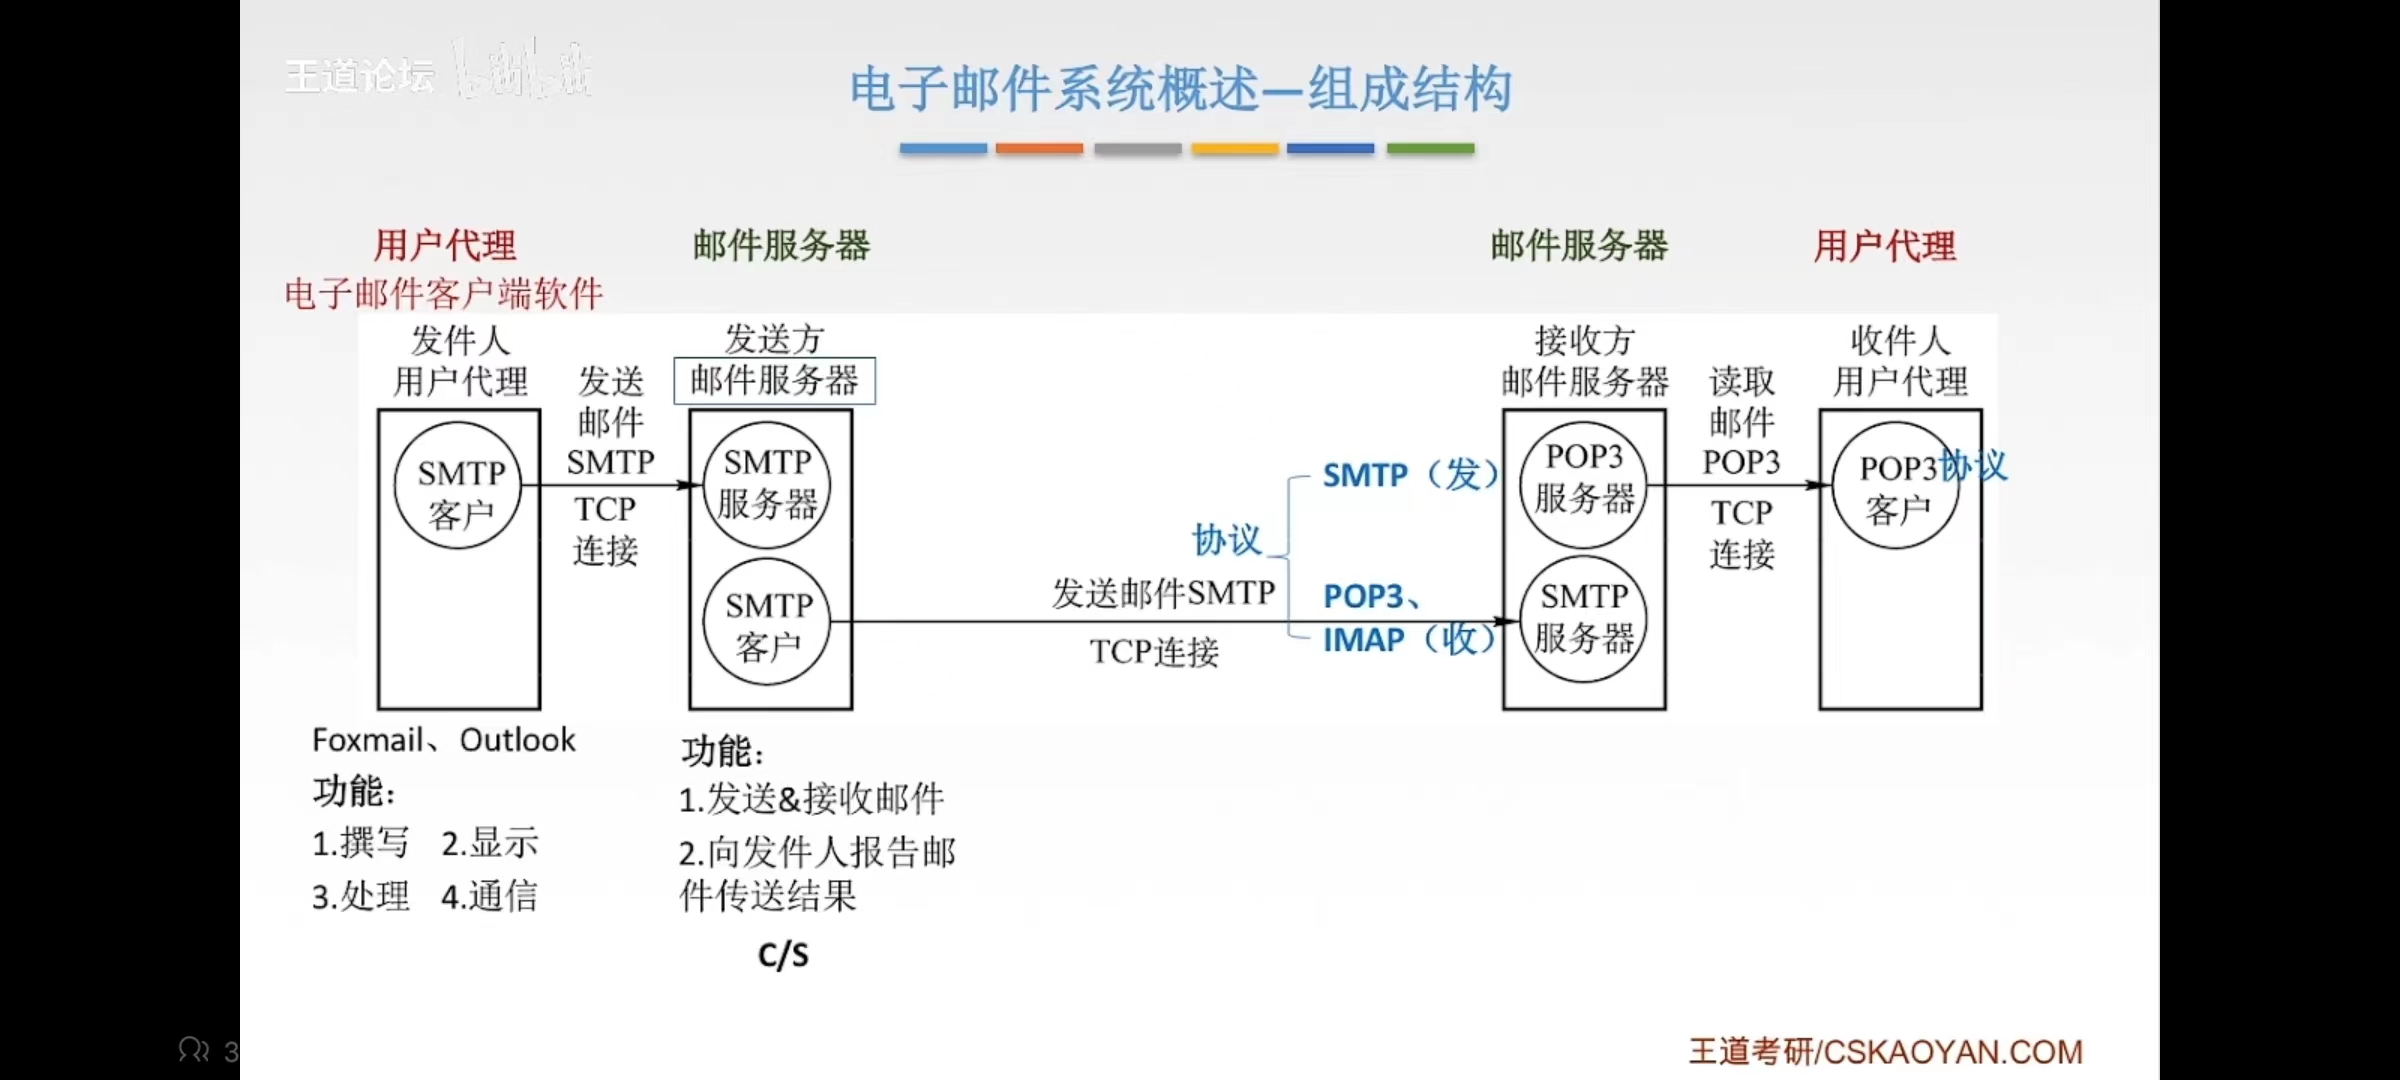 王道论坛 bilibili
电子邮件系统概述—组成结构
用户代理
电子邮件客户端软件
邮件服务器
邮件服务器
用户代理
发件人
用户代理
发送
邮件
SMTP
TCP
连接
发送方
邮件服务器
接收方
邮件服务器
读取
邮件
POP3
TCP
连接
收件人
用户代理
SMTP
客户
SMTP
服务器
SMTP
客户
发送邮件SMTP
TCP连接
协议
SMTP（发）
POP3、
IMAP（收）
POP3
服务器
SMTP
服务器
POP3
客户
协议
Foxmail、Outlook
功能：
1.撰写 2.显示
3.处理 4.通信
功能：
1.发送&接收邮件
2.向发件人报告邮
件传送结果
C/S
3
王道考研/CSKAOYAN.COM